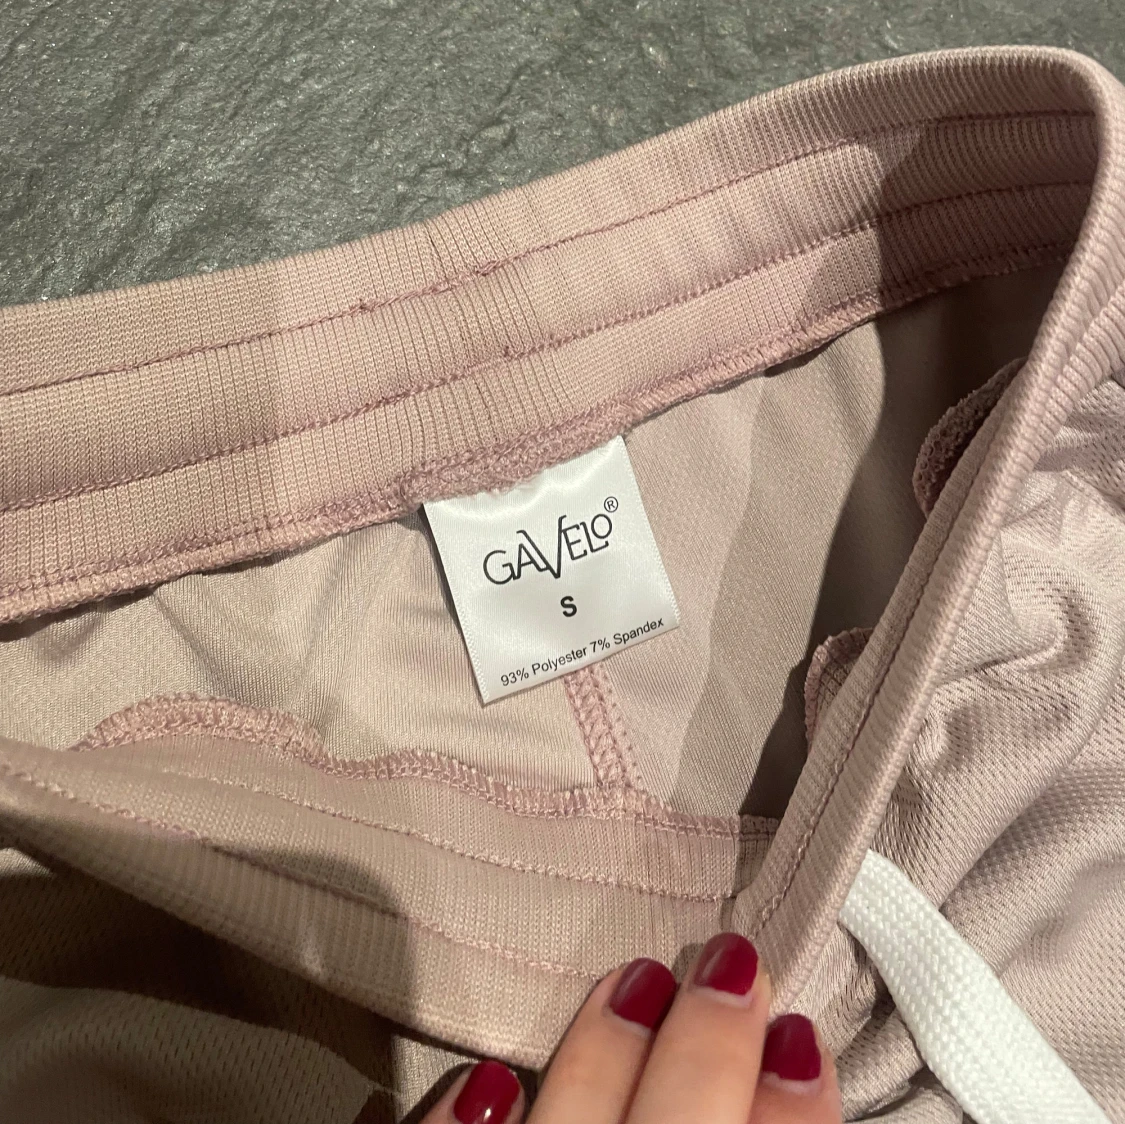 GAVELO®
S
93% Polyester 7% Spandex